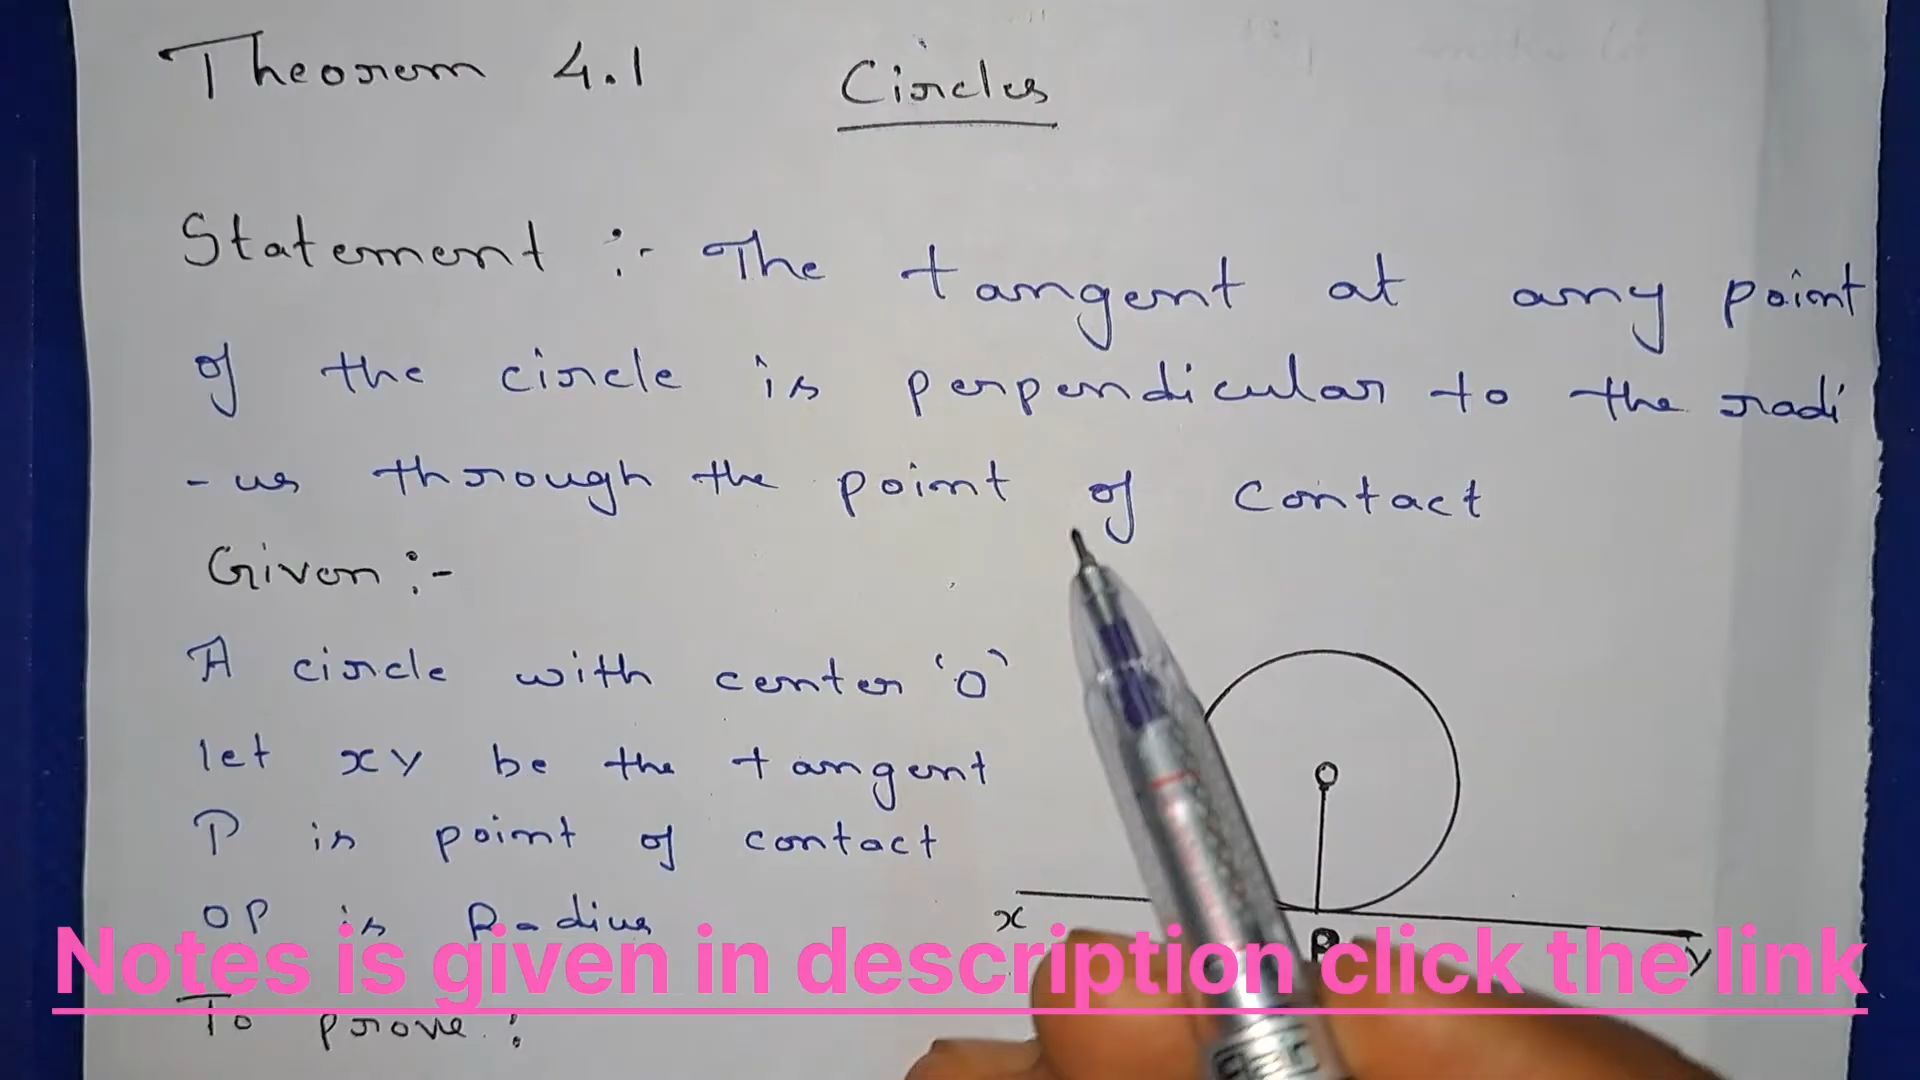 Theorem 4.1 Circles
Statement :- The tangent at any point
of the circle is perpendicular to the radi
-us through the point of contact
Given :-
A circle with center 'O'
let xy be the tangent
P is point of contact
OP is Radius
O
x
P
y
Notes is given in description click the link
To prove :